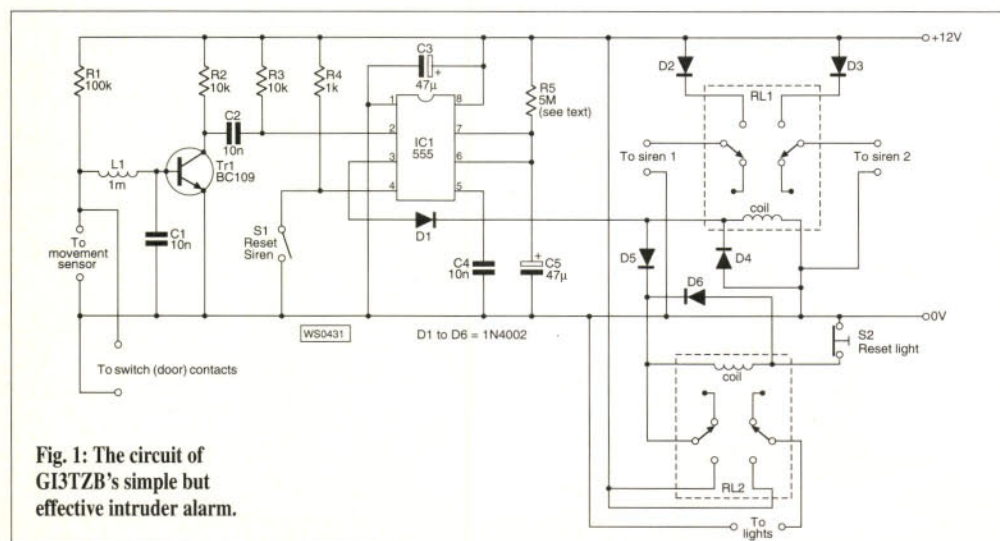 +12V
R1
100k
R2
10k
R3
10k
R4
1k
C3
+
47µ
R5
5M
(see text)
D2
D3
RL1
C2
10n
1
2
3
4
8
7
6
5
IC1
555
Tr1
BC109
L1
1m
C1
10n
To
movement
sensor
S1
Reset
Siren
D1
C4
10n
+
C5
47µ
To siren 1
To siren 2
coil
D5
D4
D6
0V
S2
Reset light
WS0431
D1 to D6 = 1N4002
To switch (door) contacts
coil
RL2
To
lights
Fig. 1: The circuit of
GI3TZB's simple but
effective intruder alarm.